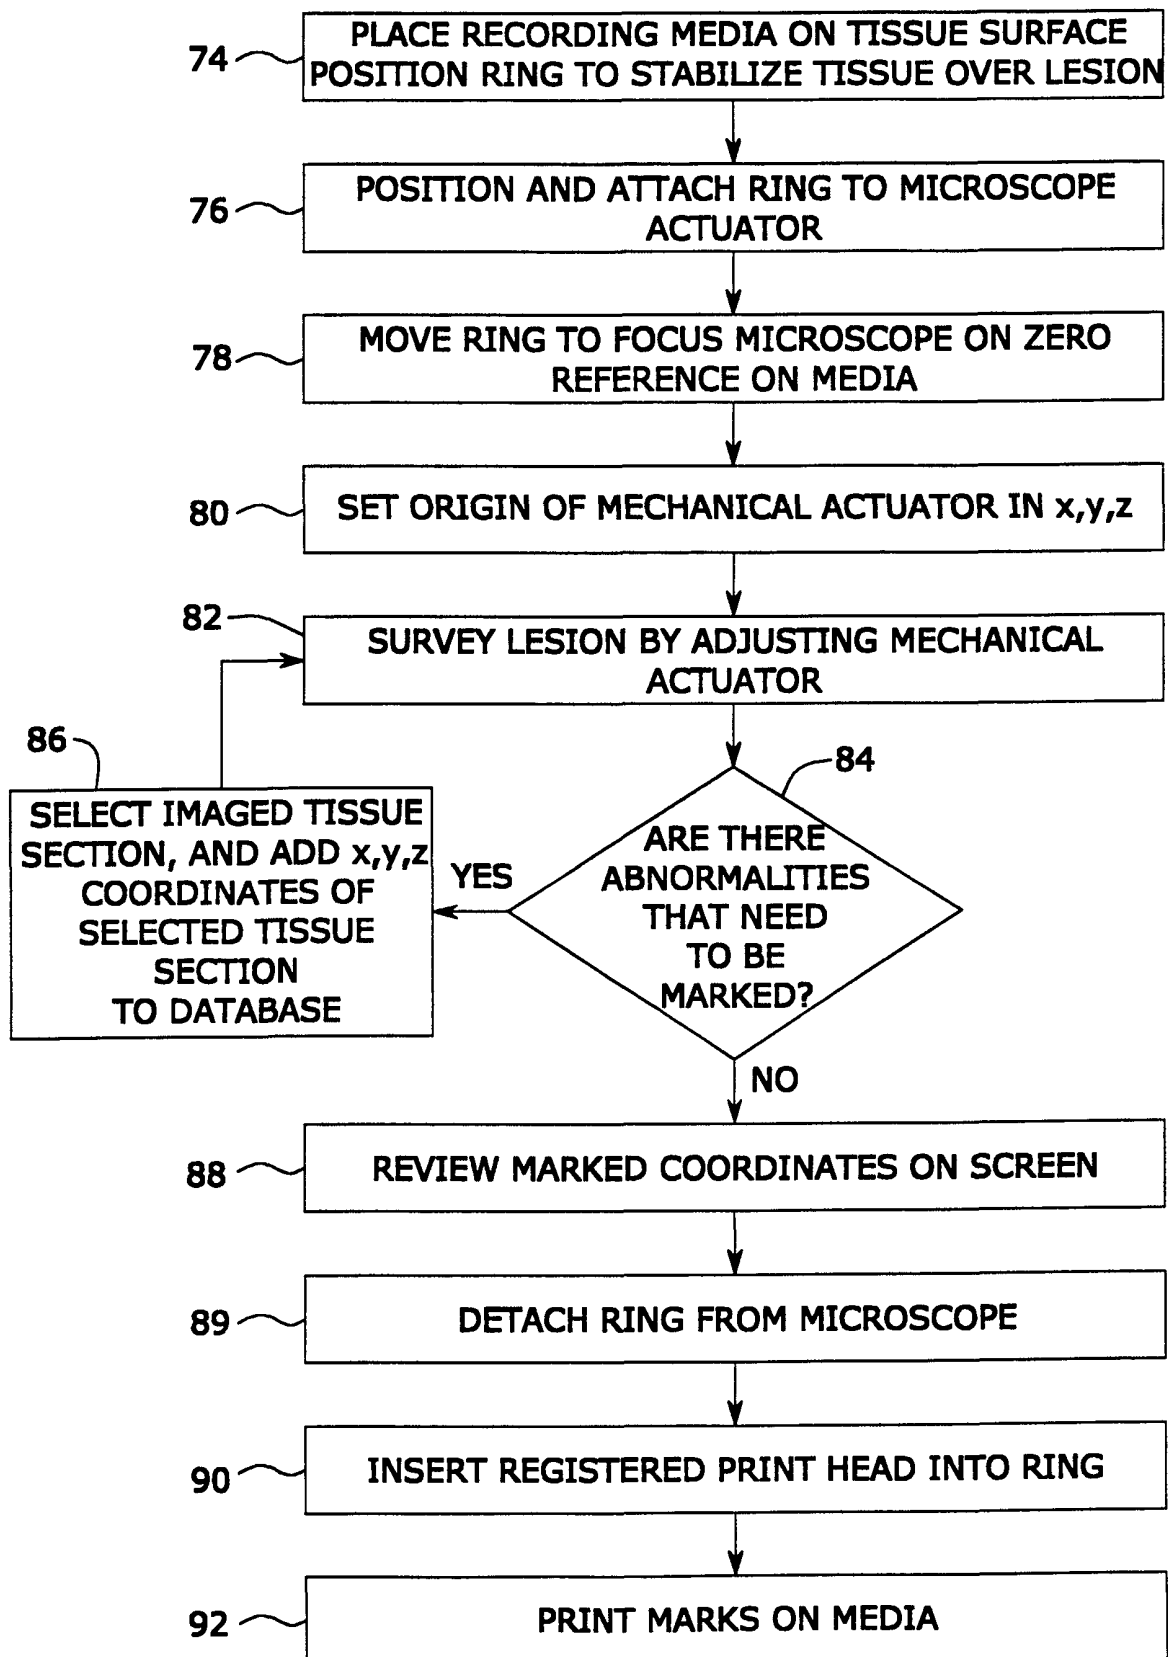 74
PLACE RECORDING MEDIA ON TISSUE SURFACE
POSITION RING TO STABILIZE TISSUE OVER LESION
76
POSITION AND ATTACH RING TO MICROSCOPE
ACTUATOR
78
MOVE RING TO FOCUS MICROSCOPE ON ZERO
REFERENCE ON MEDIA
80
SET ORIGIN OF MECHANICAL ACTUATOR IN x,y,z
82
SURVEY LESION BY ADJUSTING MECHANICAL
ACTUATOR
84
ARE THERE
ABNORMALITIES
THAT NEED
TO BE
MARKED?
YES
86
SELECT IMAGED TISSUE
SECTION, AND ADD x,y,z
COORDINATES OF
SELECTED TISSUE
SECTION
TO DATABASE
NO
88
REVIEW MARKED COORDINATES ON SCREEN
89
DETACH RING FROM MICROSCOPE
90
INSERT REGISTERED PRINT HEAD INTO RING
92
PRINT MARKS ON MEDIA